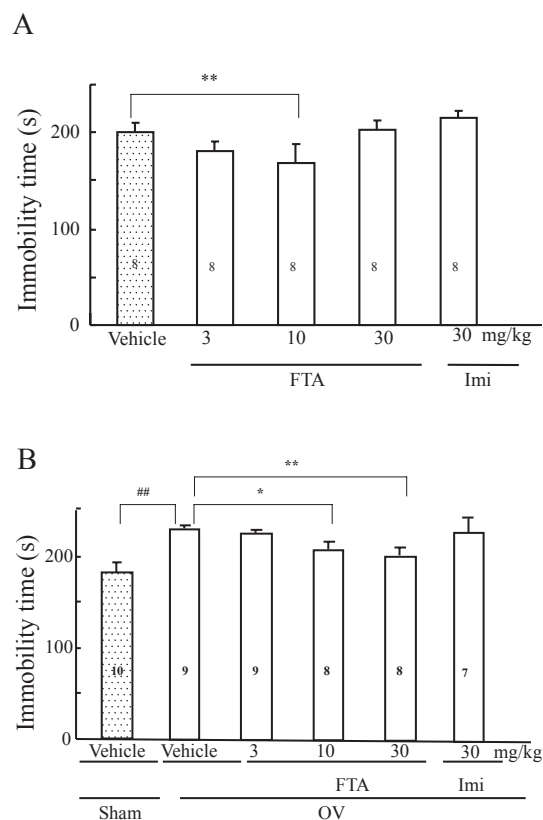 A
Immobility time (s)
200
100
0
**
8 8 8 8 8
Vehicle 3 10 30 30 mg/kg
FTA Imi
B
Immobility time (s)
200
100
0
**
## *
10 9 9 8 8 7
Vehicle Vehicle 3 10 30 30 mg/kg
FTA Imi
Sham OV